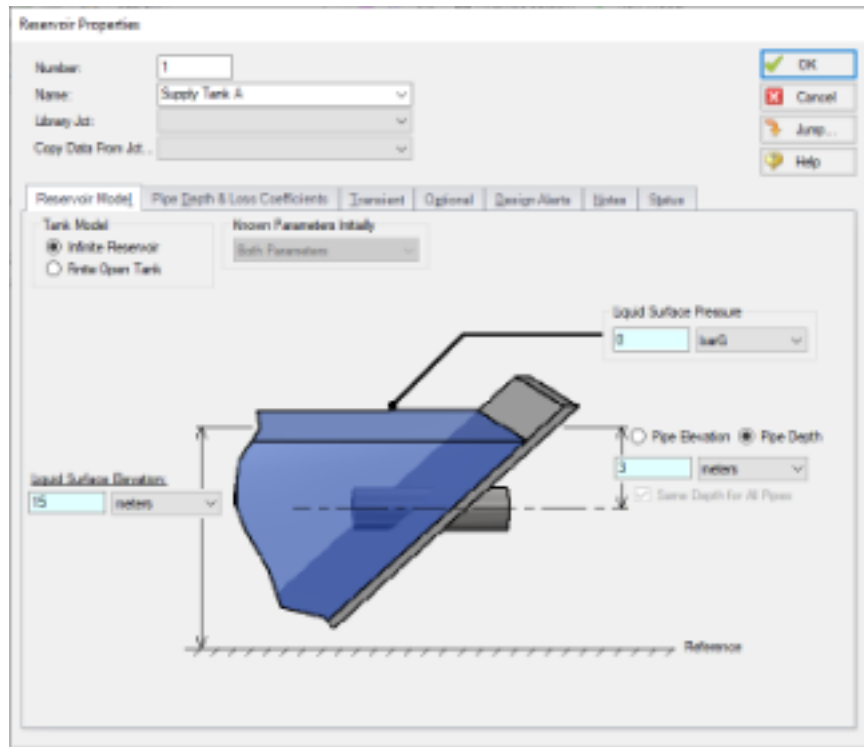 Reservoir Properties
Number: 1
Name: Supply Tank A
Library Jct:
Copy Data From Jct...
OK
Cancel
Jump...
Help
Reservoir Model Pipe Depth & Loss Coefficients Transient Optional Design Alerts Notes Status
Tank Model
Infinite Reservoir
Finite Open Tank
Known Parameters Initially
Both Parameters
Liquid Surface Pressure
0 barG
Pipe Elevation Pipe Depth
3 meters
Same Depth for All Pipes
Liquid Surface Elevation:
15 meters
Reference